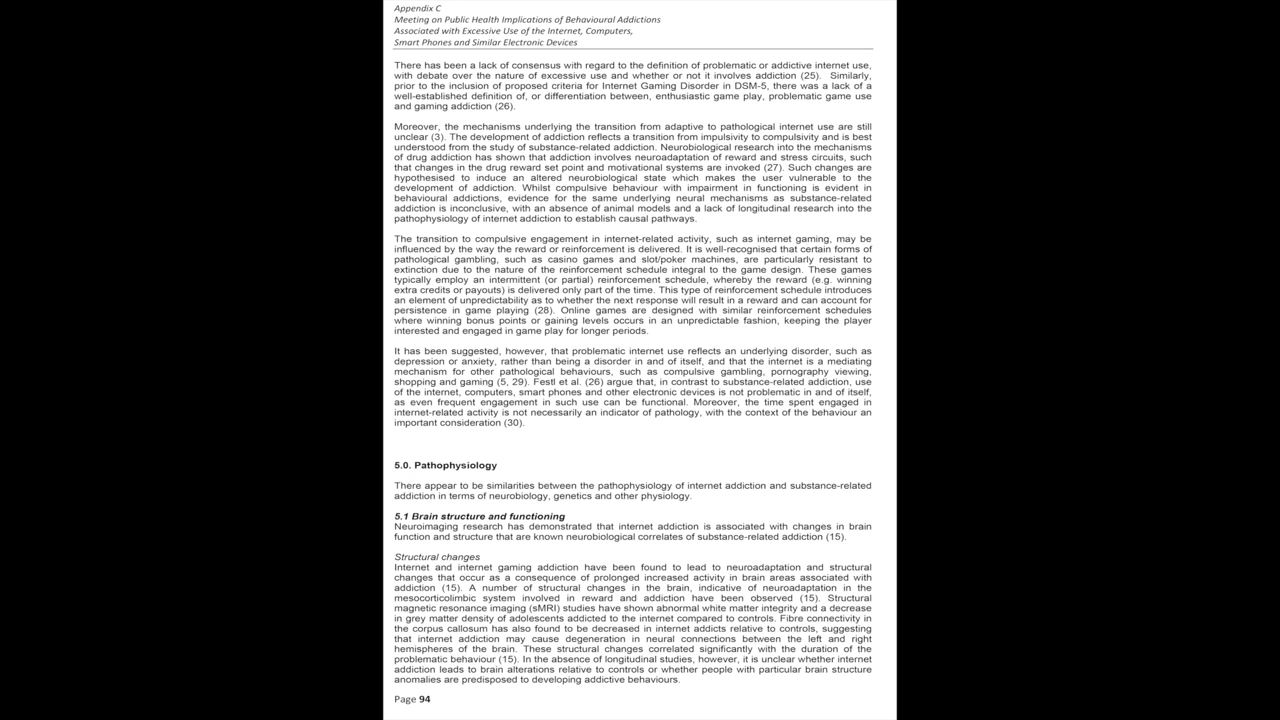 Appendix C
Meeting on Public Health Implications of Behavioural Addictions
Associated with Excessive Use of the Internet, Computers,
Smart Phones and Similar Electronic Devices
There has been a lack of consensus with regard to the definition of problematic or addictive internet use,
with debate over the nature of excessive use and whether or not it involves addiction (25). Similarly,
prior to the inclusion of proposed criteria for Internet Gaming Disorder in DSM-5, there was a lack of a
well-established definition of, or differentiation between, enthusiastic game play, problematic game use
and gaming addiction (26).
Moreover, the mechanisms underlying the transition from adaptive to pathological internet use are still
unclear (3). The development of addiction reflects a transition from impulsivity to compulsivity and is best
understood from the study of substance-related addiction. Neurobiological research into the mechanisms
of drug addiction has shown that addiction involves neuroadaptation of reward and stress circuits, such
that changes in the drug reward set point and motivational systems are invoked (27). Such changes are
hypothesised to induce an altered neurobiological state which makes the user vulnerable to the
development of addiction. Whilst compulsive behaviour with impairment in functioning is evident in
behavioural addictions, evidence for the same underlying neural mechanisms as substance-related
addiction is inconclusive, with an absence of animal models and a lack of longitudinal research into the
pathophysiology of internet addiction to establish causal pathways.
The transition to compulsive engagement in internet-related activity, such as internet gaming, may be
influenced by the way the reward or reinforcement is delivered. It is well-recognised that certain forms of
pathological gambling, such as casino games and slot/poker machines, are particularly resistant to
extinction due to the nature of the reinforcement schedule integral to the game design. These games
typically employ an intermittent (or partial) reinforcement schedule, whereby the reward (e.g. winning
extra credits or payouts) is delivered only part of the time. This type of reinforcement schedule introduces
an element of unpredictability as to whether the next response will result in a reward and can account for
persistence in game playing (28). Online games are designed with similar reinforcement schedules
where winning bonus points or gaining levels occurs in an unpredictable fashion, keeping the player
interested and engaged in game play for longer periods.
It has been suggested, however, that problematic internet use reflects an underlying disorder, such as
depression or anxiety, rather than being a disorder in and of itself, and that the internet is a mediating
mechanism for other pathological behaviours, such as compulsive gambling, pornography viewing,
shopping and gaming (5, 29). Festl et al. (26) argue that, in contrast to substance-related addiction, use
of the internet, computers, smart phones and other electronic devices is not problematic in and of itself,
as even frequent engagement in such use can be functional. Moreover, the time spent engaged in
internet-related activity is not necessarily an indicator of pathology, with the context of the behaviour an
important consideration (30).
5.0. Pathophysiology
There appear to be similarities between the pathophysiology of internet addiction and substance-related
addiction in terms of neurobiology, genetics and other physiology.
5.1 Brain structure and functioning
Neuroimaging research has demonstrated that internet addiction is associated with changes in brain
function and structure that are known neurobiological correlates of substance-related addiction (15).
Structural changes
Internet and internet gaming addiction have been found to lead to neuroadaptation and structural
changes that occur as a consequence of prolonged increased activity in brain areas associated with
addiction (15). A number of structural changes in the brain, indicative of neuroadaptation in the
mesocorticolimbic system involved in reward and addiction have been observed (15). Structural
magnetic resonance imaging (sMRI) studies have shown abnormal white matter integrity and a decrease
in grey matter density of adolescents addicted to the internet compared to controls. Fibre connectivity in
the corpus callosum has also found to be decreased in internet addicts relative to controls, suggesting
that internet addiction may cause degeneration in neural connections between the left and right
hemispheres of the brain. These structural changes correlated significantly with the duration of the
problematic behaviour (15). In the absence of longitudinal studies, however, it is unclear whether internet
addiction leads to brain alterations relative to controls or whether people with particular brain structure
anomalies are predisposed to developing addictive behaviours.
Page 94